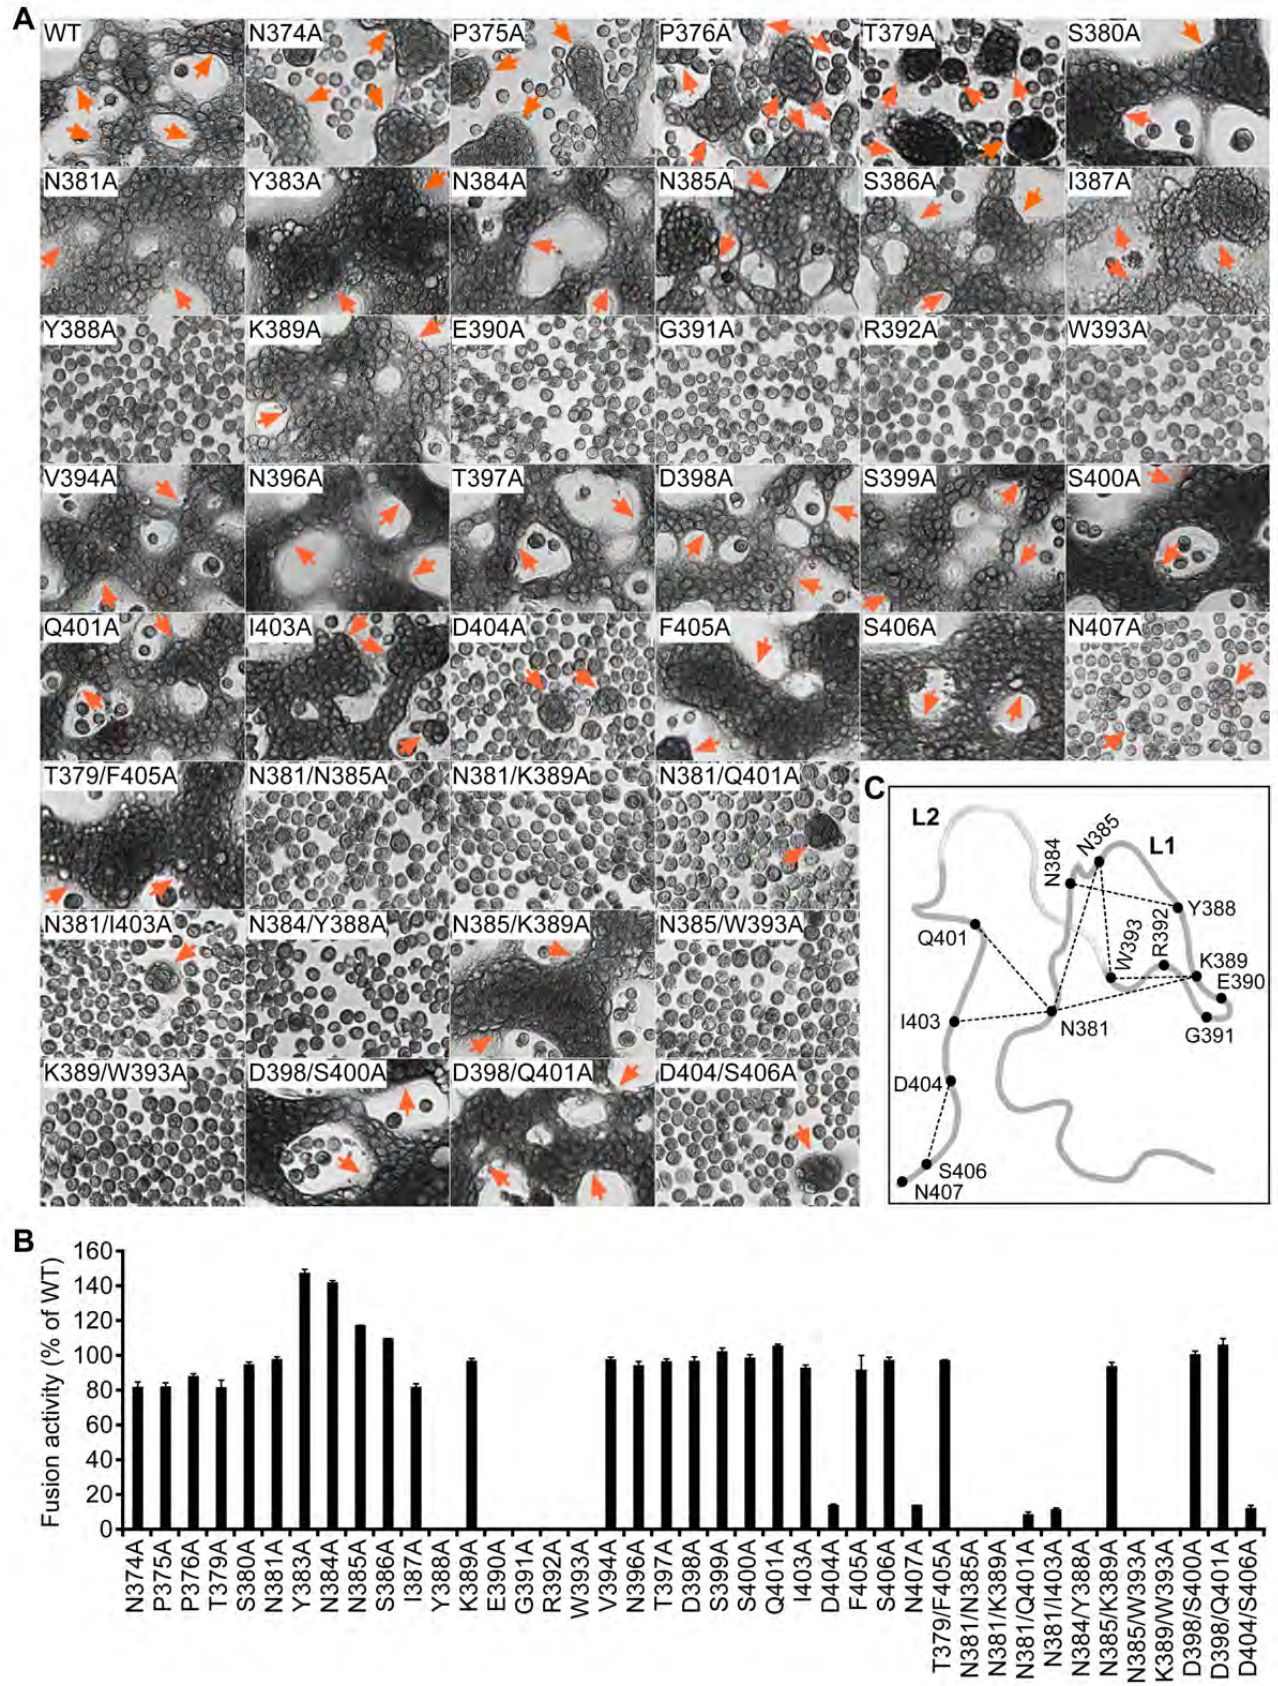 A
WT N374A P375A P376A T379A S380A
N381A Y383A N384A N385A S386A I387A
Y388A K389A E390A G391A R392A W393A
V394A N396A T397A D398A S399A S400A
Q401A I403A D404A F405A S406A N407A
T379/F405A N381/N385A N381/K389A N381/Q401A
N381/I403A N384/Y388A N385/K389A N385/W393A
K389/W393A D398/S400A D398/Q401A D404/S406A
C
L2
L1
N384
N385
Y388
Q401
W393
R392
K389
E390
I403
N381
G391
D404
S406
N407
B
Fusion activity (% of WT)
160
140
120
100
80
60
40
20
0
N374A P375A P376A T379A S380A N381A Y383A N384A N385A S386A I387A Y388A K389A E390A G391A R392A W393A V394A N396A T397A D398A S399A S400A Q401A I403A D404A F405A S406A N407A T379/F405A N381/N385A N381/K389A N381/Q401A N381/I403A N384/Y388A N385/K389A N385/W393A K389/W393A D398/S400A D398/Q401A D404/S406A